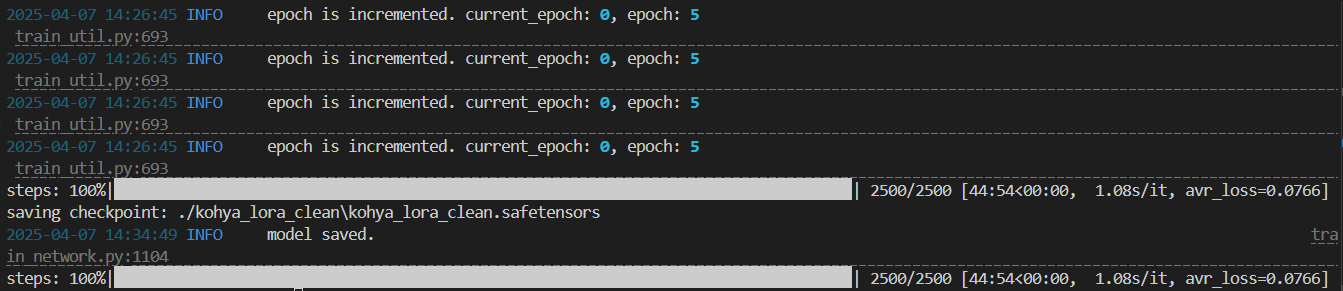 2025-04-07 14:26:45 INFO     epoch is incremented. current_epoch: 0, epoch: 5
train_util.py:693
2025-04-07 14:26:45 INFO     epoch is incremented. current_epoch: 0, epoch: 5
train_util.py:693
2025-04-07 14:26:45 INFO     epoch is incremented. current_epoch: 0, epoch: 5
train_util.py:693
2025-04-07 14:26:45 INFO     epoch is incremented. current_epoch: 0, epoch: 5
train_util.py:693
steps: 100%|| 2500/2500 [44:54<00:00,  1.08s/it, avr_loss=0.0766]
saving checkpoint: ./kohya_lora_clean\kohya_lora_clean.safetensors
2025-04-07 14:34:49 INFO     model saved. tra
in_network.py:1104
steps: 100%|| 2500/2500 [44:54<00:00,  1.08s/it, avr_loss=0.0766]